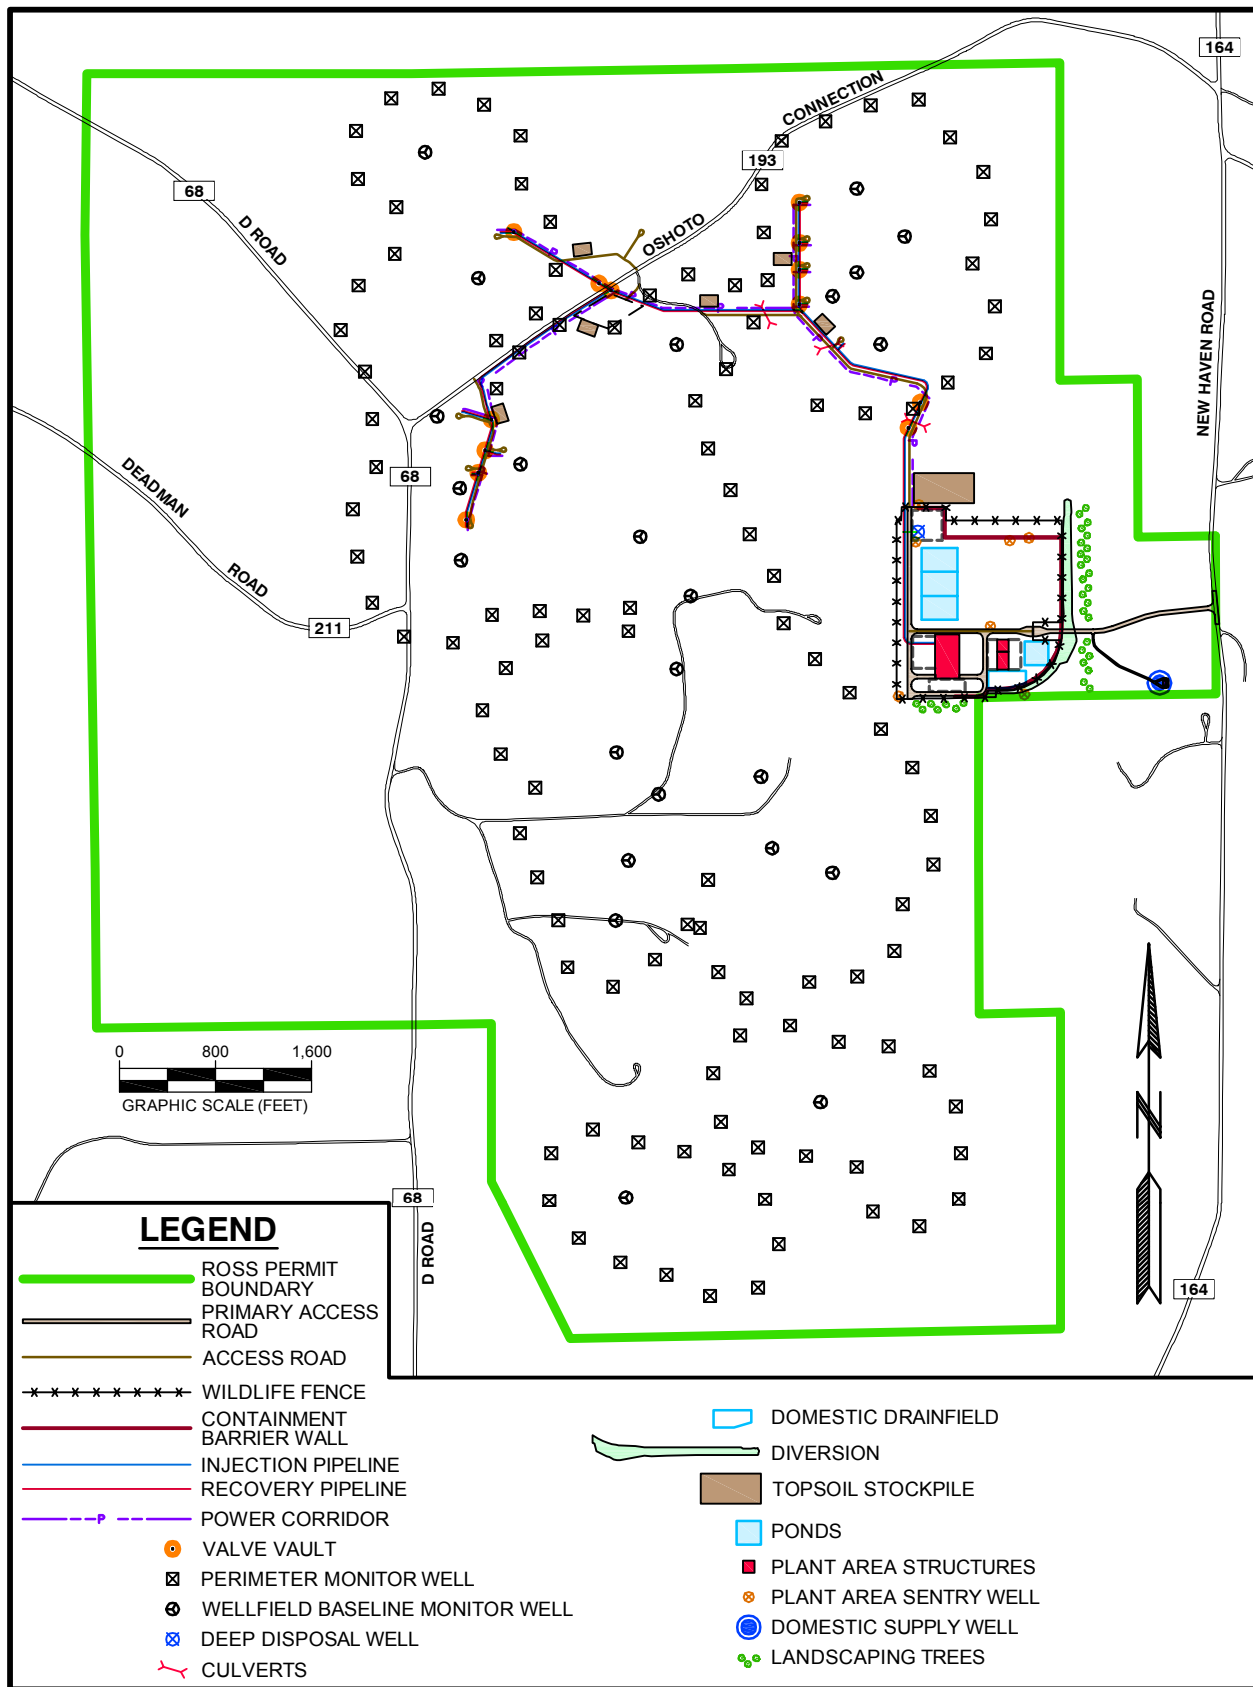 164
CONNECTION
193
68
D ROAD
OSHOTO
NEW HAVEN ROAD
P
P
P
P
P
P
P
68
DEADMAN
ROAD
211
0 800 1,600
GRAPHIC SCALE (FEET)
N
68
D ROAD
164
LEGEND
ROSS PERMIT
BOUNDARY
PRIMARY ACCESS
ROAD
ACCESS ROAD
WILDLIFE FENCE
CONTAINMENT
BARRIER WALL
INJECTION PIPELINE
RECOVERY PIPELINE
P
POWER CORRIDOR
VALVE VAULT
PERIMETER MONITOR WELL
WELLFIELD BASELINE MONITOR WELL
DEEP DISPOSAL WELL
CULVERTS
DOMESTIC DRAINFIELD
DIVERSION
TOPSOIL STOCKPILE
PONDS
PLANT AREA STRUCTURES
PLANT AREA SENTRY WELL
DOMESTIC SUPPLY WELL
LANDSCAPING TREES